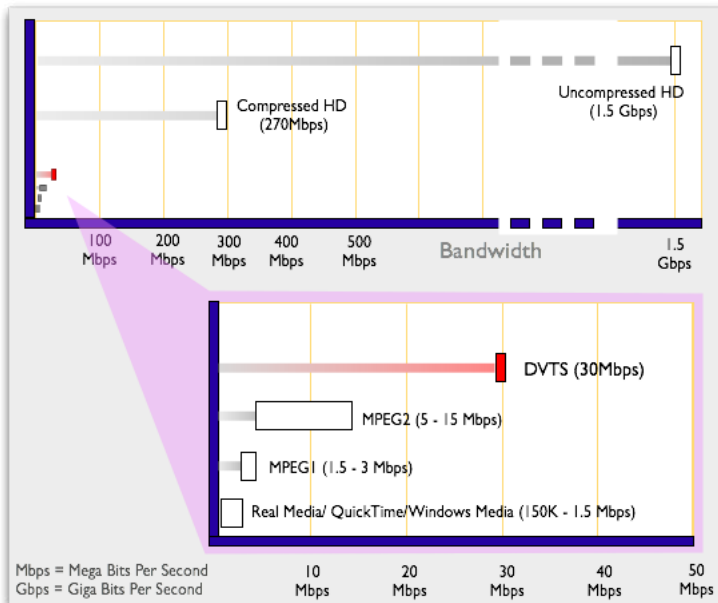 Uncompressed HD
(1.5 Gbps)
Compressed HD
(270Mbps)
100
Mbps
200
Mbps
300
Mbps
400
Mbps
500
Mbps
Bandwidth
1.5
Gbps
DVTS (30Mbps)
MPEG2 (5 - 15 Mbps)
MPEG1 (1.5 - 3 Mbps)
Real Media/ QuickTime/Windows Media (150K - 1.5 Mbps)
10
Mbps
20
Mbps
30
Mbps
40
Mbps
50
Mbps
Mbps = Mega Bits Per Second
Gbps = Giga Bits Per Second